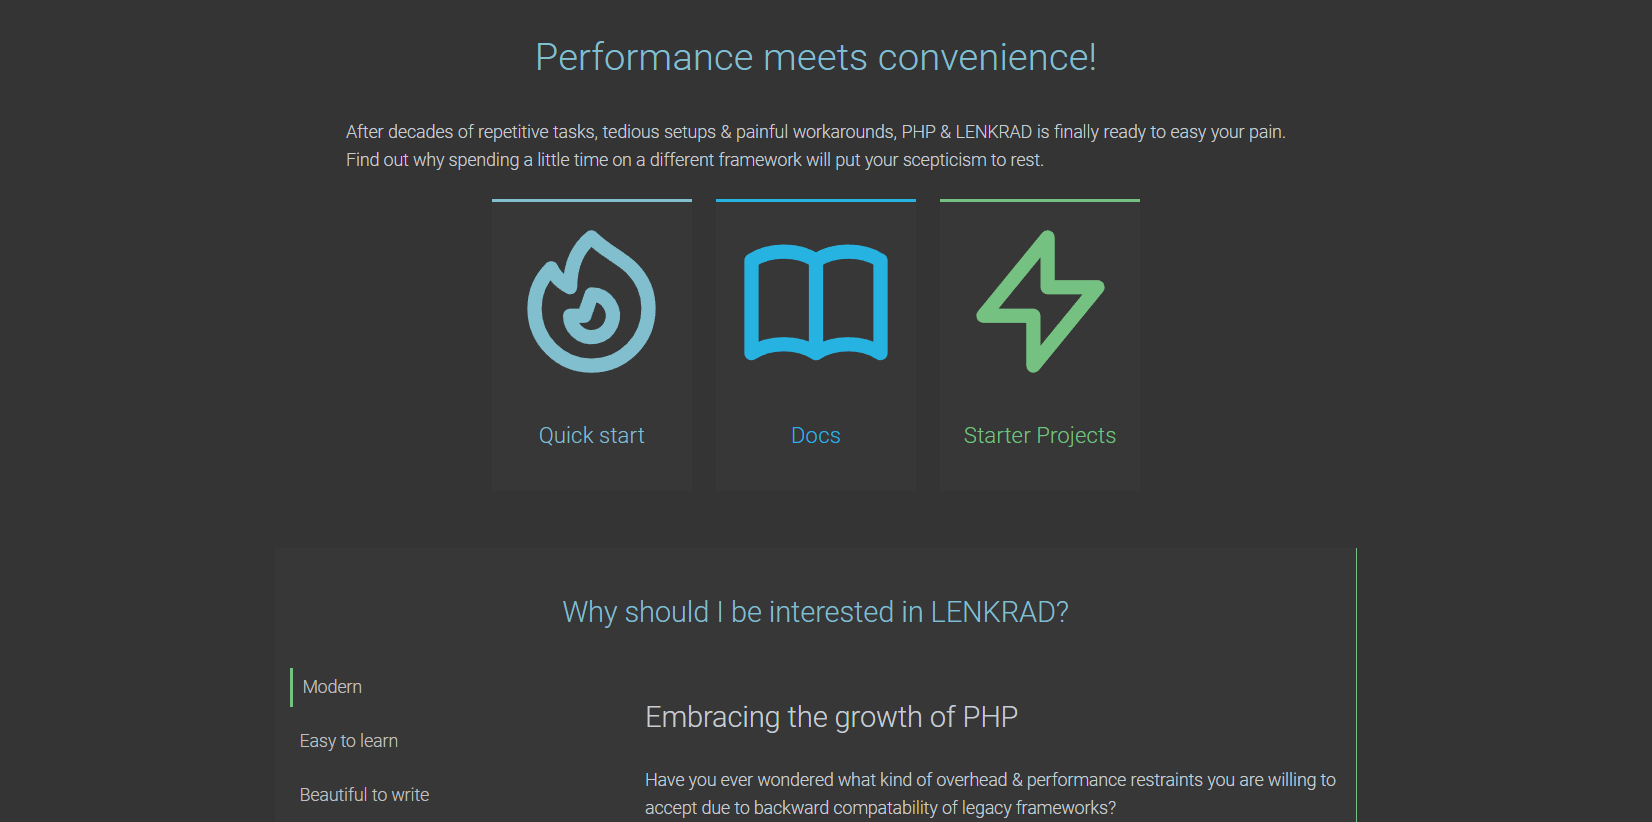 Performance meets convenience!
After decades of repetitive tasks, tedious setups & painful workarounds, PHP & LENKRAD is finally ready to easy your pain.
Find out why spending a little time on a different framework will put your scepticism to rest.
Quick start
Docs
Starter Projects
Why should I be interested in LENKRAD?
Modern
Easy to learn
Beautiful to write
Embracing the growth of PHP
Have you ever wondered what kind of overhead & performance restraints you are willing to
accept due to backward compatability of legacy frameworks?